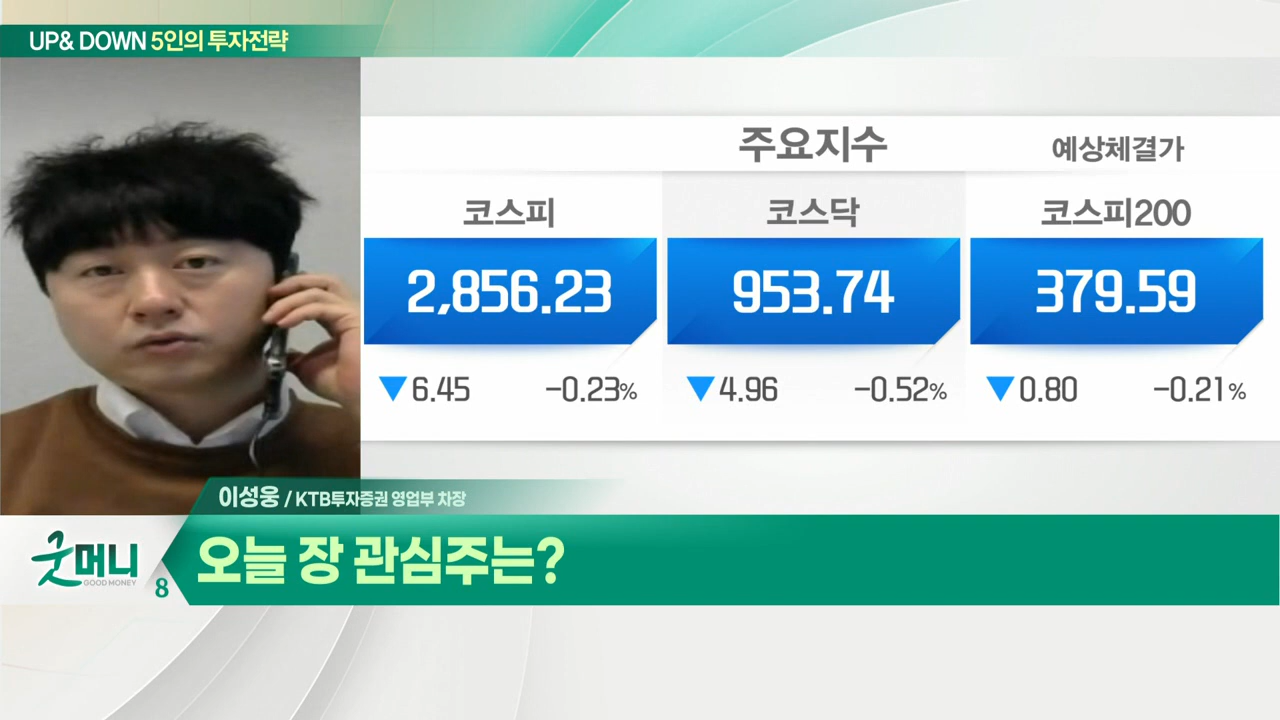 UP& DOWN 5인의 투자전략
주요지수
예상체결가
코스피
코스닥
코스피200
2,856.23
953.74
379.59
▼6.45 -0.23%
▼4.96 -0.52%
▼0.80 -0.21%
이성웅 / KTB투자증권 영업부 차장
굿머니
GOOD MONEY
8
오늘 장 관심주는?